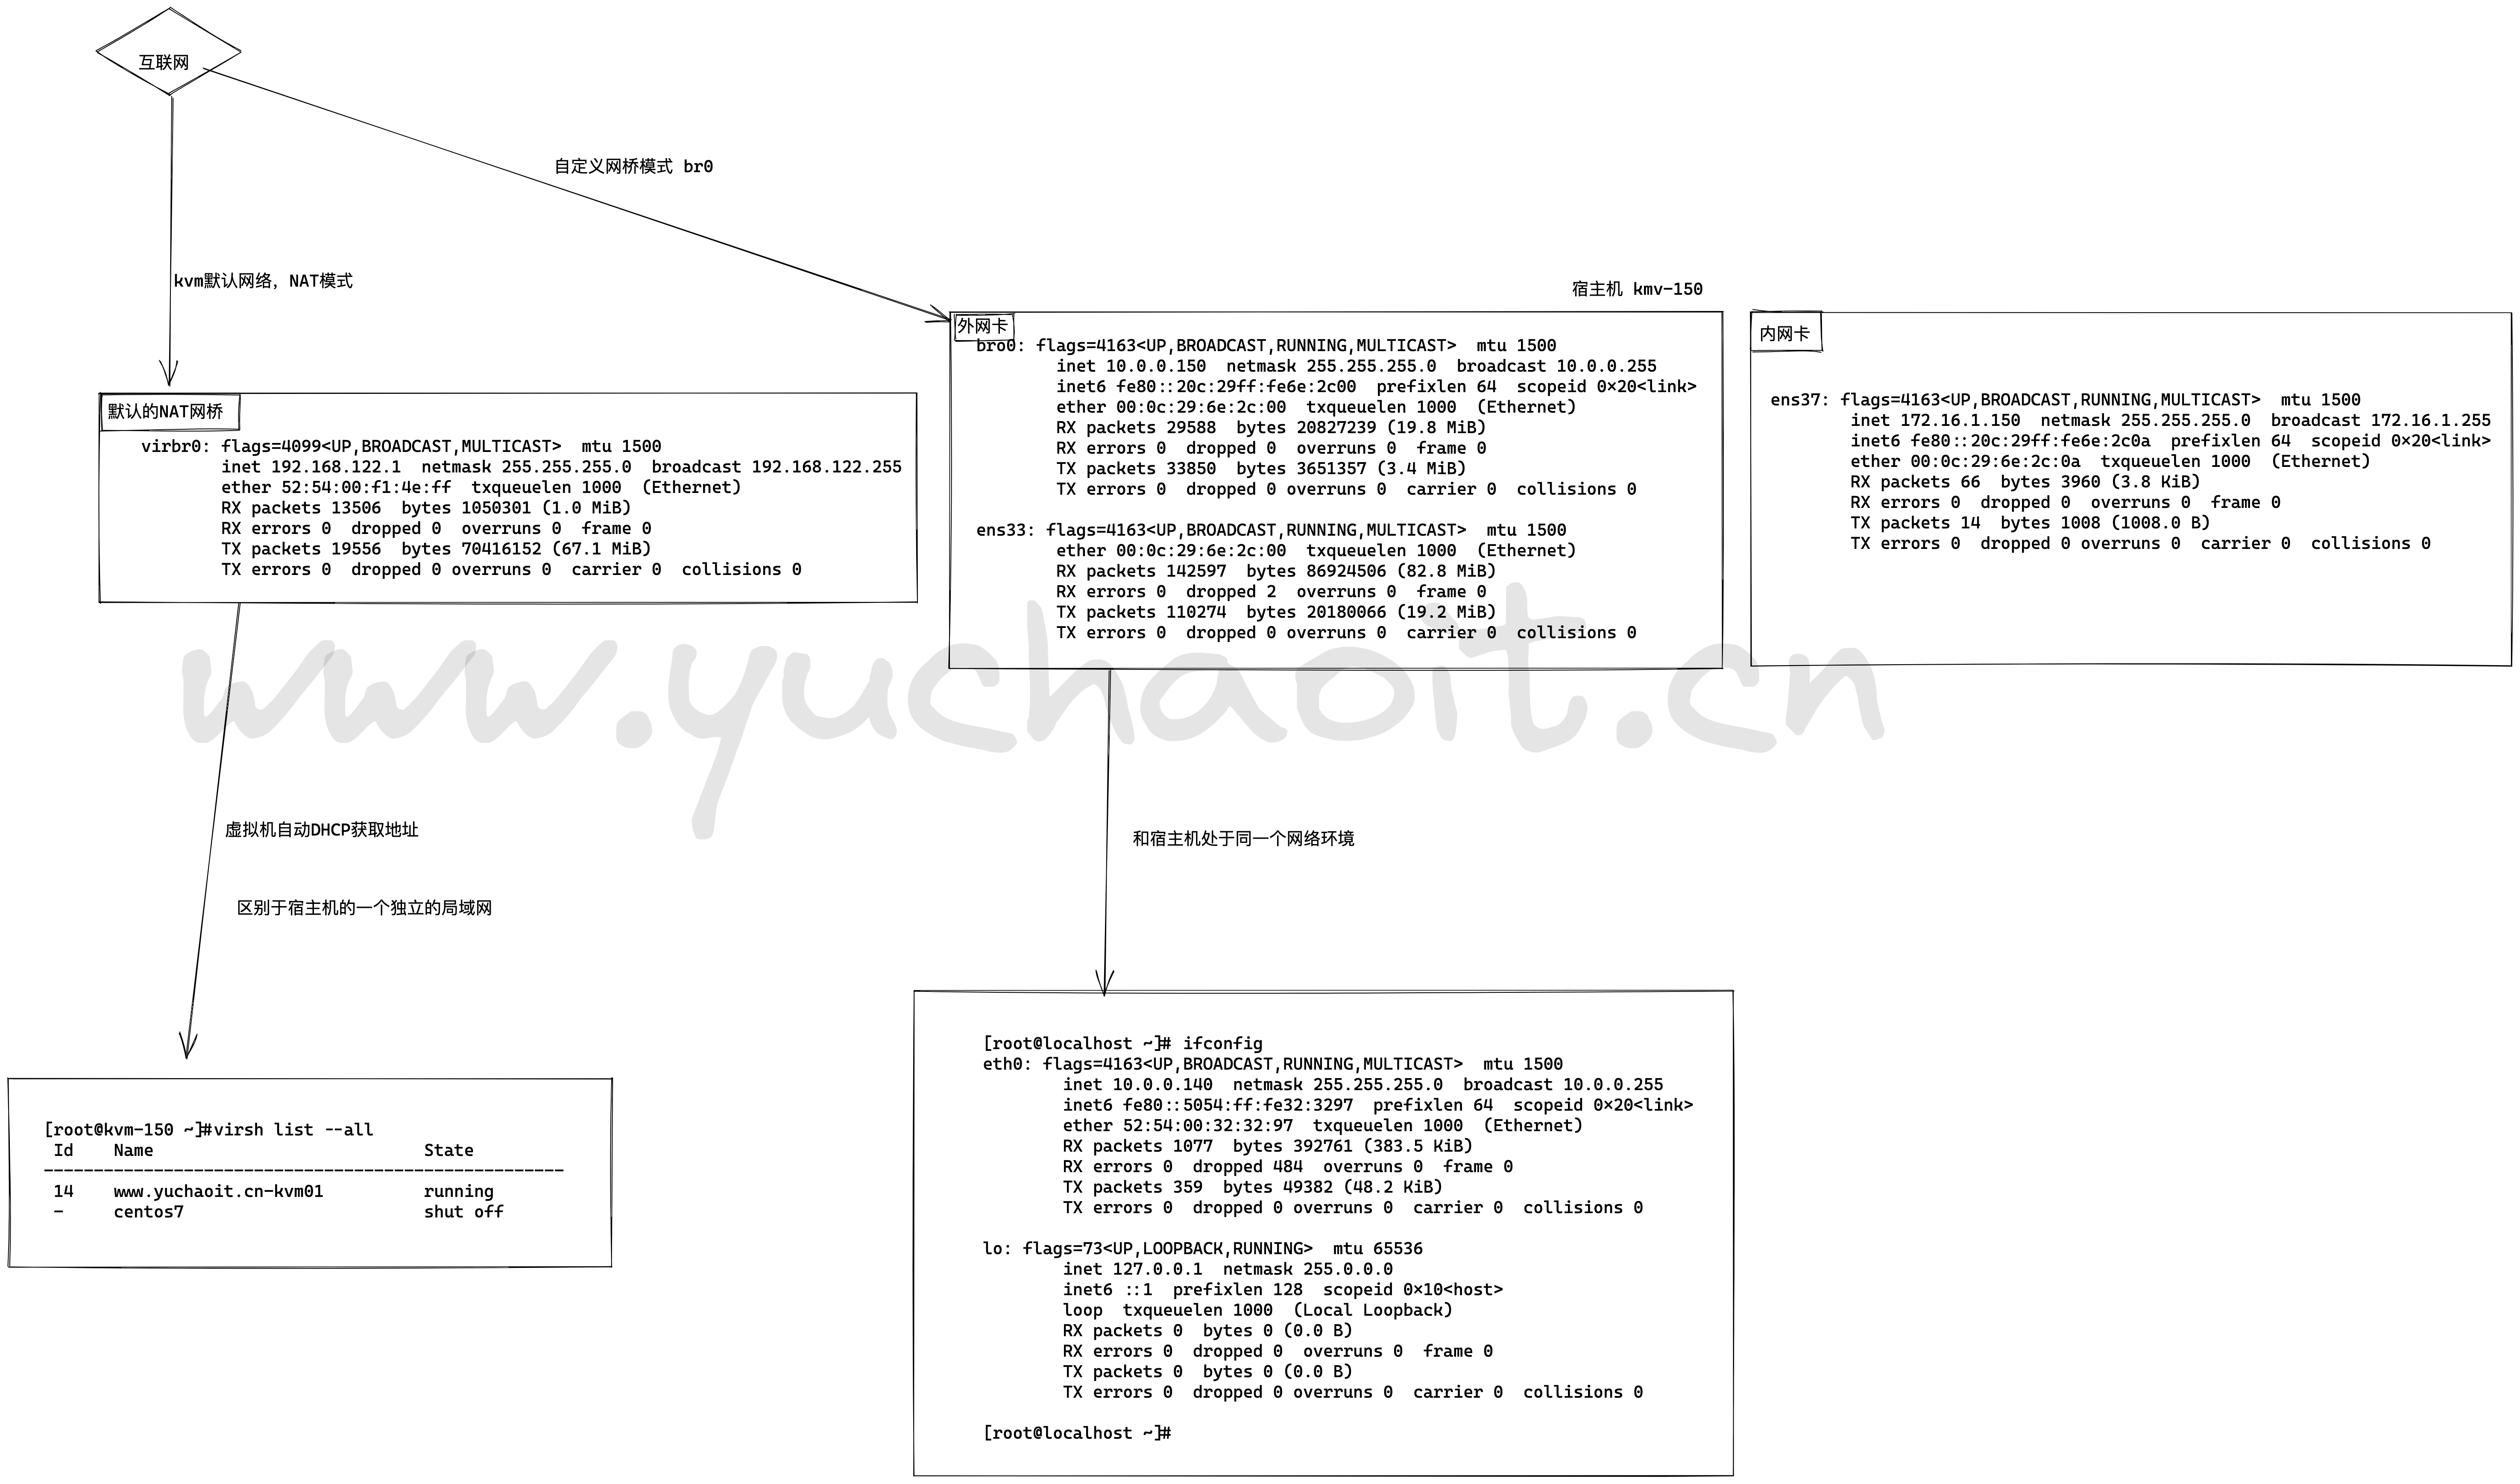 互联网
自定义网桥模式 br0
kvm默认网络，NAT模式
宿主机 kmv-150
外网卡
bro0: flags=4163<UP,BROADCAST,RUNNING,MULTICAST>  mtu 1500
inet 10.0.0.150  netmask 255.255.255.0  broadcast 10.0.0.255
inet6 fe80::20c:29ff:fe6e:2c00  prefixlen 64  scopeid 0×20<link>
ether 00:0c:29:6e:2c:00  txqueuelen 1000  (Ethernet)
RX packets 29588  bytes 20827239 (19.8 MiB)
RX errors 0  dropped 0  overruns 0  frame 0
TX packets 33850  bytes 3651357 (3.4 MiB)
TX errors 0  dropped 0 overruns 0  carrier 0  collisions 0
ens33: flags=4163<UP,BROADCAST,RUNNING,MULTICAST>  mtu 1500
ether 00:0c:29:6e:2c:00  txqueuelen 1000  (Ethernet)
RX packets 142597  bytes 86924506 (82.8 MiB)
RX errors 0  dropped 2  overruns 0  frame 0
TX packets 110274  bytes 20180066 (19.2 MiB)
TX errors 0  dropped 0 overruns 0  carrier 0  collisions 0
内网卡
ens37: flags=4163<UP,BROADCAST,RUNNING,MULTICAST>  mtu 1500
inet 172.16.1.150  netmask 255.255.255.0  broadcast 172.16.1.255
inet6 fe80::20c:29ff:fe6e:2c0a  prefixlen 64  scopeid 0×20<link>
ether 00:0c:29:6e:2c:0a  txqueuelen 1000  (Ethernet)
RX packets 66  bytes 3960 (3.8 KiB)
RX errors 0  dropped 0  overruns 0  frame 0
TX packets 14  bytes 1008 (1008.0 B)
TX errors 0  dropped 0 overruns 0  carrier 0  collisions 0
默认的NAT网桥
virbr0: flags=4099<UP,BROADCAST,MULTICAST>  mtu 1500
inet 192.168.122.1  netmask 255.255.255.0  broadcast 192.168.122.255
ether 52:54:00:f1:4e:ff  txqueuelen 1000  (Ethernet)
RX packets 13506  bytes 1050301 (1.0 MiB)
RX errors 0  dropped 0  overruns 0  frame 0
TX packets 19556  bytes 70416152 (67.1 MiB)
TX errors 0  dropped 0 overruns 0  carrier 0  collisions 0
www.yuchaoit.cn
虚拟机自动DHCP获取地址
区别于宿主机的一个独立的局域网
和宿主机处于同一个网络环境
[root@kvm-150 ~]#virsh list --all
Id    Name                           State
----------------------------------------------------
14    www.yuchaoit.cn-kvm01          running
-     centos7                        shut off
[root@localhost ~]# ifconfig
eth0: flags=4163<UP,BROADCAST,RUNNING,MULTICAST>  mtu 1500
inet 10.0.0.140  netmask 255.255.255.0  broadcast 10.0.0.255
inet6 fe80::5054:ff:fe32:3297  prefixlen 64  scopeid 0×20<link>
ether 52:54:00:32:32:97  txqueuelen 1000  (Ethernet)
RX packets 1077  bytes 392761 (383.5 KiB)
RX errors 0  dropped 484  overruns 0  frame 0
TX packets 359  bytes 49382 (48.2 KiB)
TX errors 0  dropped 0 overruns 0  carrier 0  collisions 0
lo: flags=73<UP,LOOPBACK,RUNNING>  mtu 65536
inet 127.0.0.1  netmask 255.0.0.0
inet6 ::1  prefixlen 128  scopeid 0×10<host>
loop  txqueuelen 1000  (Local Loopback)
RX packets 0  bytes 0 (0.0 B)
RX errors 0  dropped 0  overruns 0  frame 0
TX packets 0  bytes 0 (0.0 B)
TX errors 0  dropped 0 overruns 0  carrier 0  collisions 0
[root@localhost ~]#